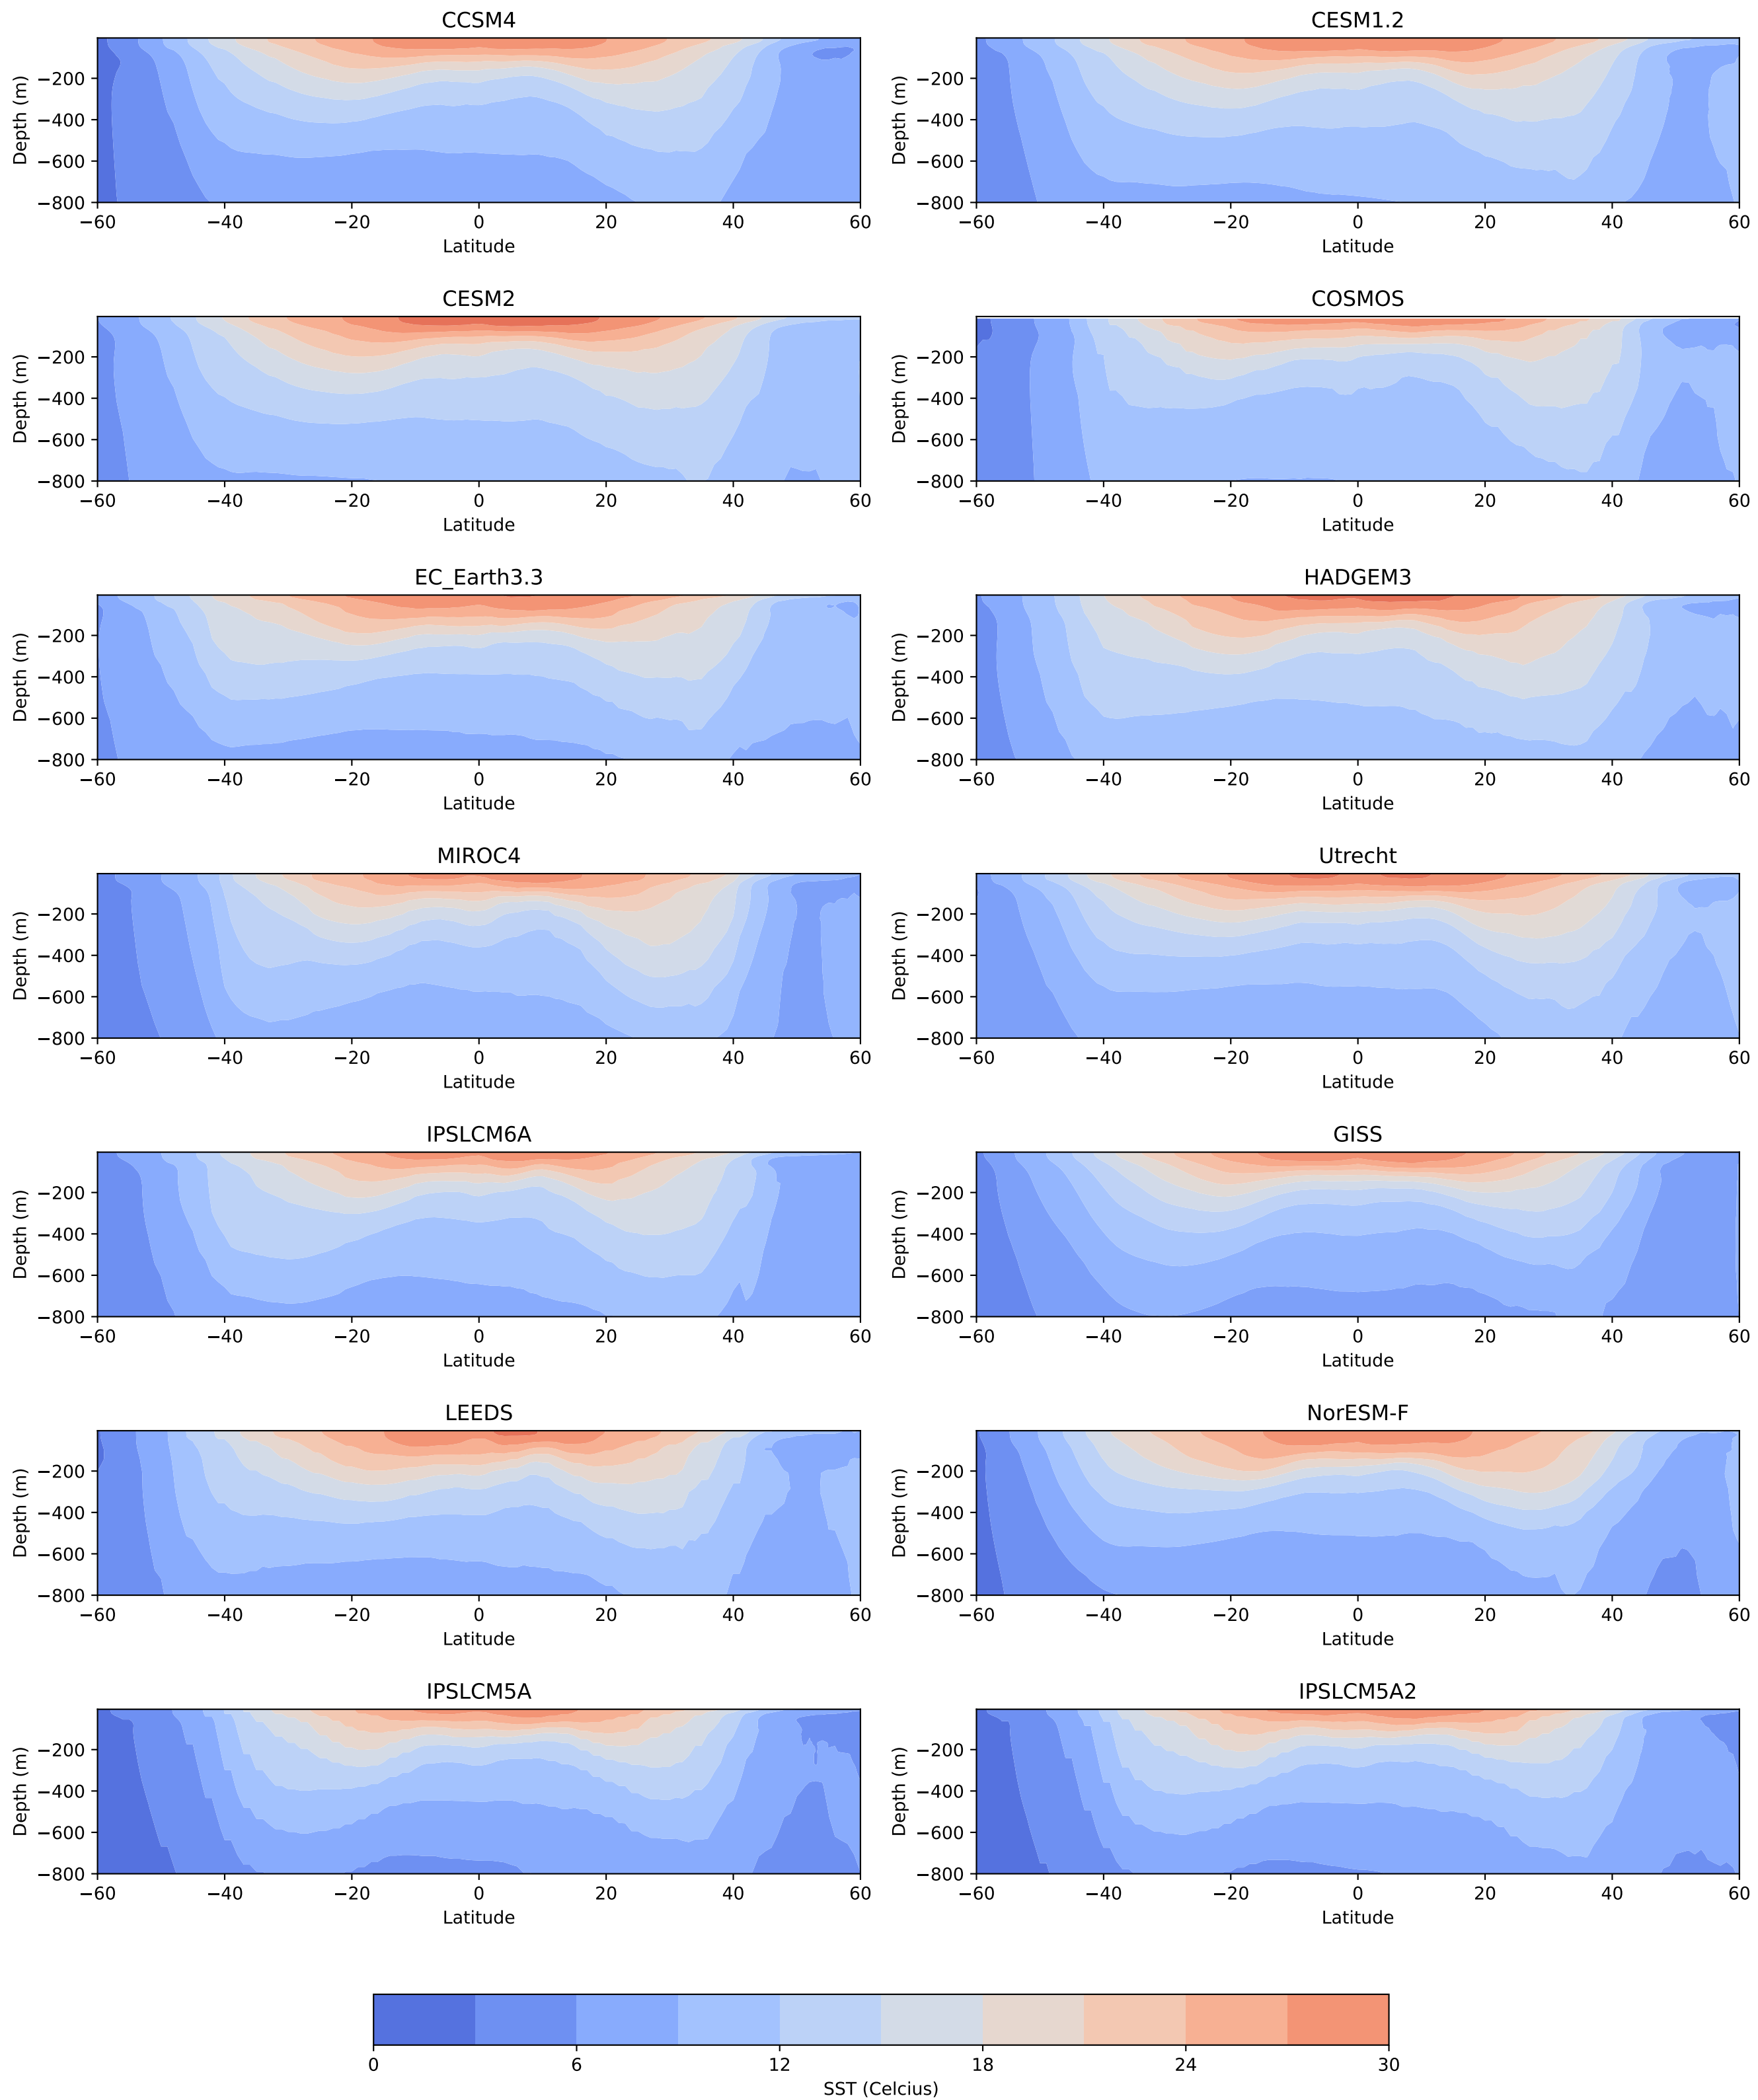 CCSM4
CESM1.2
Depth (m)
−200
−400
−600
−800
−60 −40 −20 0 20 40 60
Latitude
Depth (m)
−200
−400
−600
−800
−60 −40 −20 0 20 40 60
Latitude
CESM2
COSMOS
Depth (m)
−200
−400
−600
−800
−60 −40 −20 0 20 40 60
Latitude
Depth (m)
−200
−400
−600
−800
−60 −40 −20 0 20 40 60
Latitude
EC_Earth3.3
HADGEM3
Depth (m)
−200
−400
−600
−800
−60 −40 −20 0 20 40 60
Latitude
Depth (m)
−200
−400
−600
−800
−60 −40 −20 0 20 40 60
Latitude
MIROC4
Utrecht
Depth (m)
−200
−400
−600
−800
−60 −40 −20 0 20 40 60
Latitude
Depth (m)
−200
−400
−600
−800
−60 −40 −20 0 20 40 60
Latitude
IPSLCM6A
GISS
Depth (m)
−200
−400
−600
−800
−60 −40 −20 0 20 40 60
Latitude
Depth (m)
−200
−400
−600
−800
−60 −40 −20 0 20 40 60
Latitude
LEEDS
NorESM-F
Depth (m)
−200
−400
−600
−800
−60 −40 −20 0 20 40 60
Latitude
Depth (m)
−200
−400
−600
−800
−60 −40 −20 0 20 40 60
Latitude
IPSLCM5A
IPSLCM5A2
Depth (m)
−200
−400
−600
−800
−60 −40 −20 0 20 40 60
Latitude
Depth (m)
−200
−400
−600
−800
−60 −40 −20 0 20 40 60
Latitude
0 6 12 18 24 30
SST (Celcius)